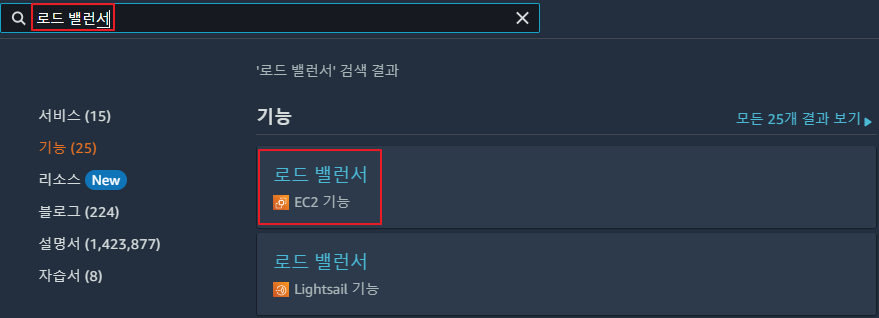 로드 밸런서
'로드 밸런서' 검색 결과
서비스 (15)
기능 (25)
리소스 New
블로그 (224)
설명서 (1,423,877)
자습서 (8)
기능
모든 25개 결과 보기
로드 밸런서
EC2 기능
로드 밸런서
Lightsail 기능